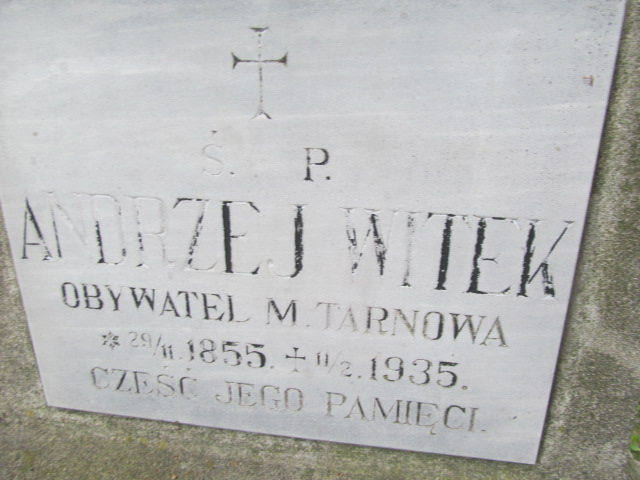 Ś. P.
ANDRZEJ WITEK
OBYWATEL M. TARNOWA
* 29/11. 1855. + 11/2. 1935.
CZEŚĆ JEGO PAMIĘCI.